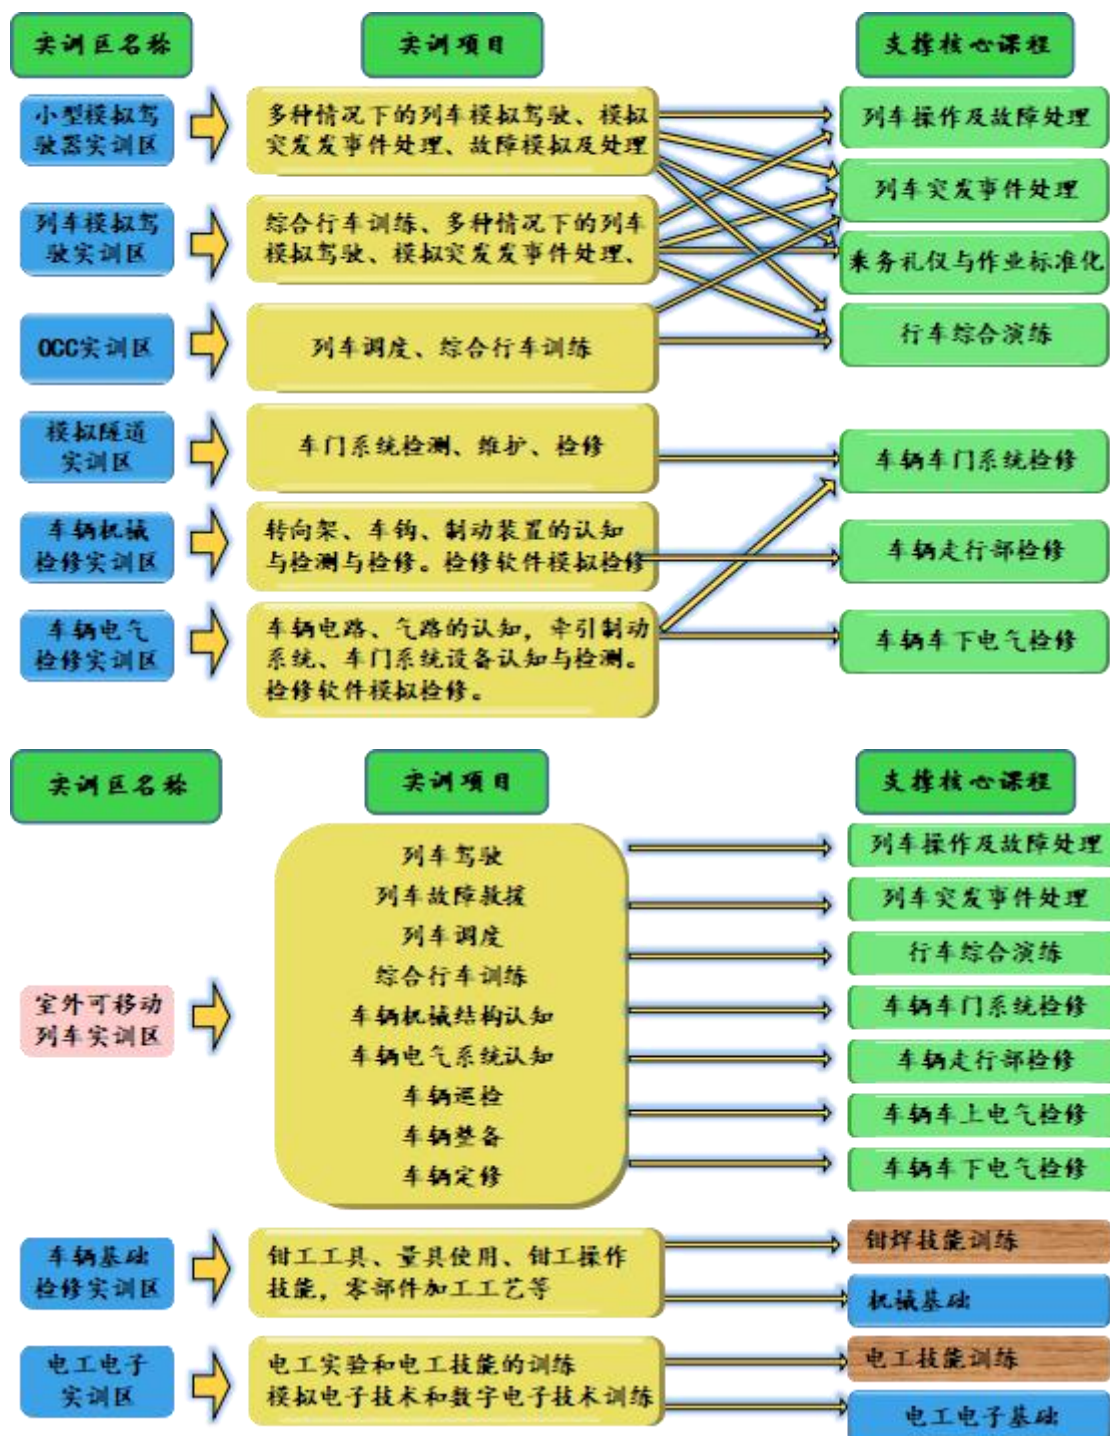 实训区名称
实训项目
支撑核心课程
小型模拟驾
驶器实训区
多种情况下的列车模拟驾驶、模拟
突发发事件处理、故障模拟及处理
列车操作及故障处理
列车突发事件处理
列车模拟驾
驶实训区
综合行车训练、多种情况下的列车
模拟驾驶、模拟突发发事件处理、
乘务礼仪与作业标准化
OCC实训区
列车调度、综合行车训练
行车综合演练
模拟隧道
实训区
车门系统检测、维护、检修
车辆车门系统检修
车辆机械
检修实训区
转向架、车钩、制动装置的认知
与检测与检修。检修软件模拟检修
车辆走行部检修
车辆电气
检修实训区
车辆电路、气路的认知，牵引制动
系统、车门系统设备认知与检测。
检修软件模拟检修。
车辆车下电气检修
实训区名称
实训项目
支撑核心课程
室外可移动
列车实训区
列车驾驶
列车故障救援
列车调度
综合行车训练
车辆机械结构认知
车辆电气系统认知
车辆巡检
车辆整备
车辆定修
列车操作及故障处理
列车突发事件处理
行车综合演练
车辆车门系统检修
车辆走行部检修
车辆车上电气检修
车辆车下电气检修
车辆基础
检修实训区
钳工工具、量具使用、钳工操作
技能，零部件加工工艺等
钳焊技能训练
机械基础
电工电子
实训区
电工实验和电工技能的训练
模拟电子技术和数字电子技术训练
电工技能训练
电工电子基础